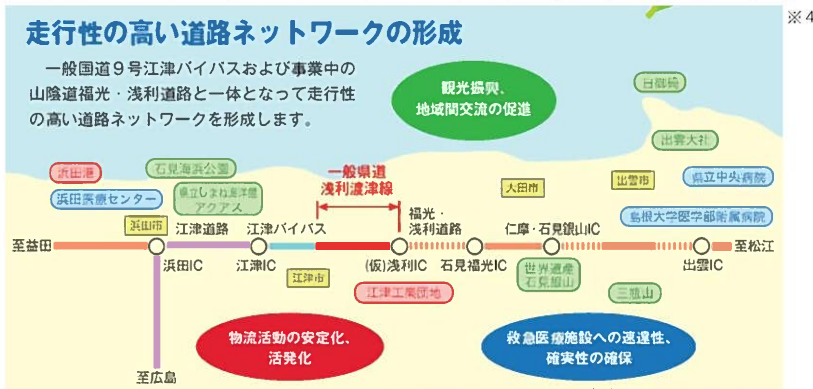 ※4
走行性の高い道路ネットワークの形成
一般国道9号江津バイパスおよび事業中の
山陰道福光・浅利道路と一体となって走行性
の高い道路ネットワークを形成します。
観光振興、
地域間交流の促進
日御碕
出雲大社
浜田港
石見海浜公園
一般県道
浅利渡津線
大田市
出雲市
県立中央病院
浜田医療センター
県立しまね海洋館
アクアス
島根大学医学部附属病院
浜田市
江津道路
江津バイパス
福光・
浅利道路
仁摩・石見銀山IC
至益田
至松江
浜田IC
江津IC
(仮)浅利IC
石見福光IC
出雲IC
江津市
江津工業団地
世界遺産
石見銀山
三瓶山
物流活動の安定化、
活発化
救急医療施設への速達性、
確実性の確保
至広島